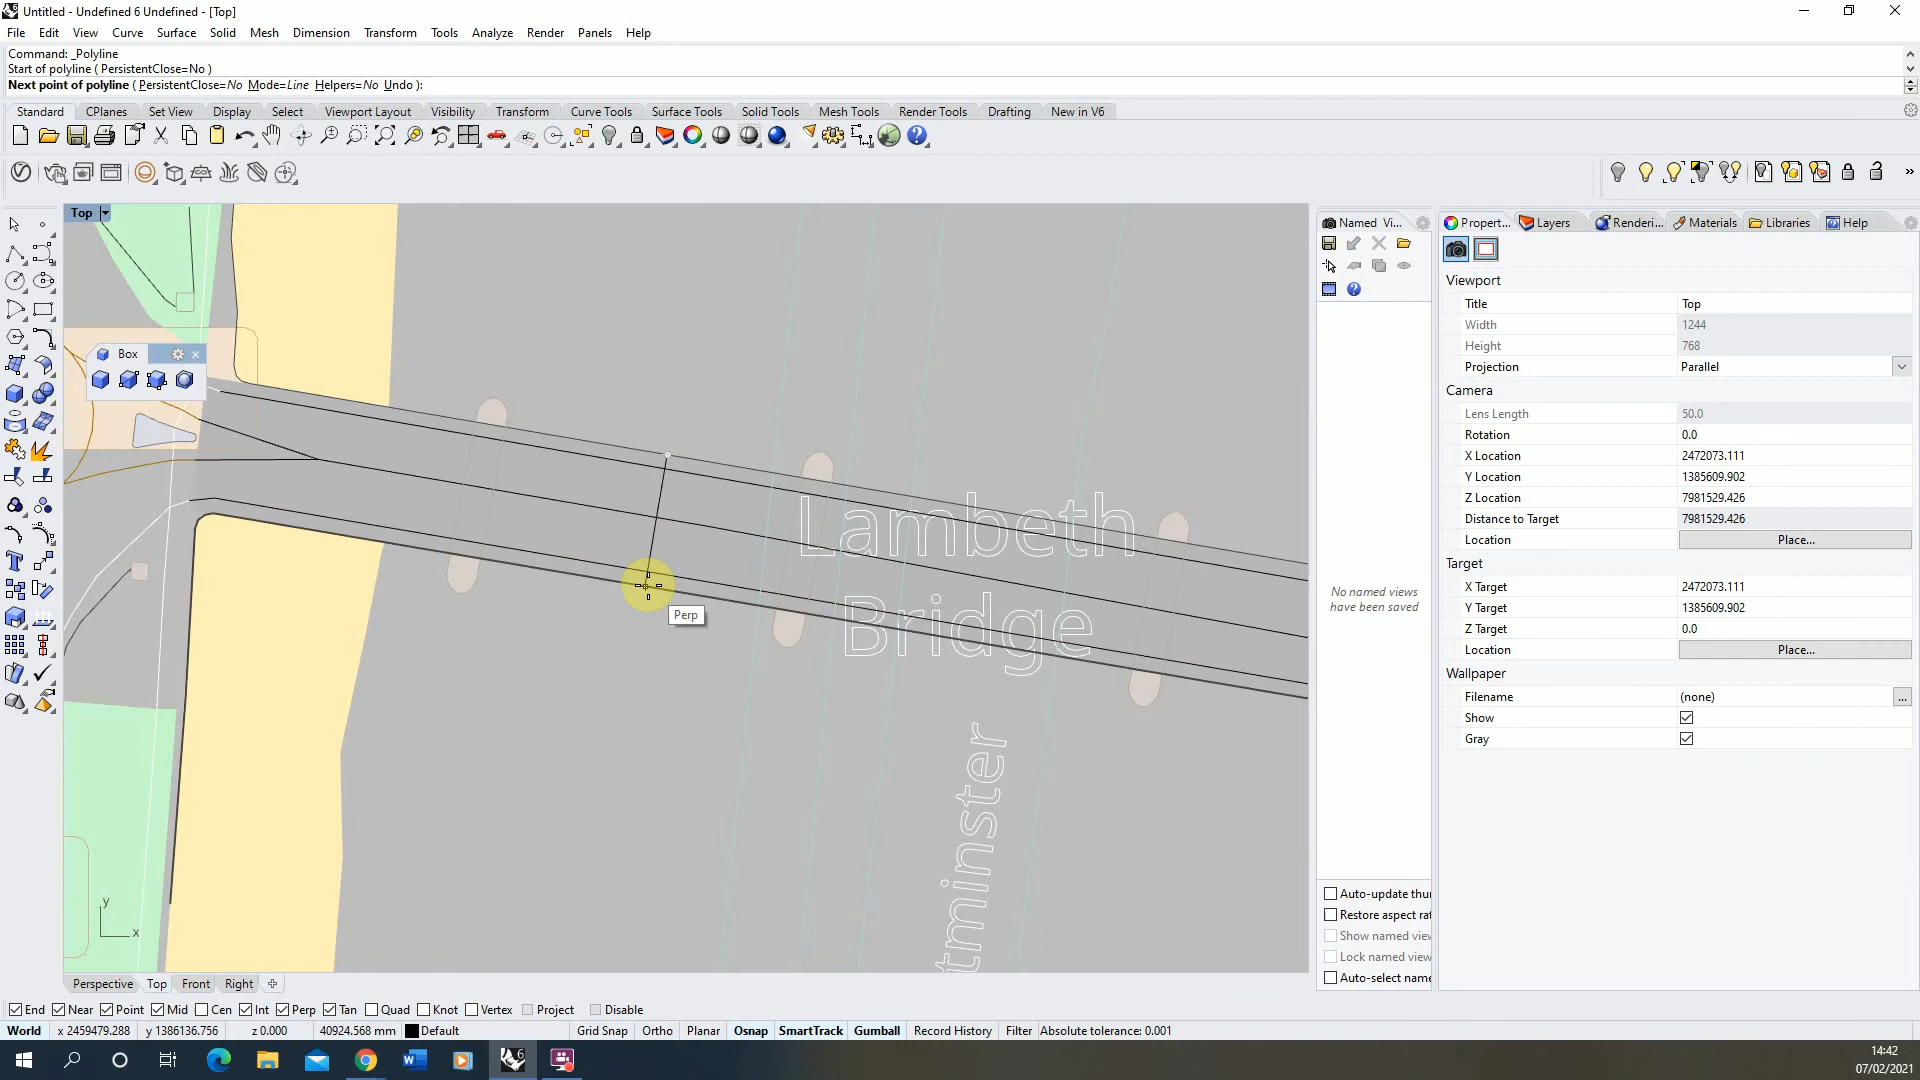 Untitled - Undefined 6 Undefined - [Top]
File Edit View Curve Surface Solid Mesh Dimension Transform Tools Analyze Render Panels Help
Command: _Polyline
Start of polyline ( PersistentClose=No )
Next point of polyline ( PersistentClose=No Mode=Line Helpers=No Undo ):
Standard CPlanes Set View Display Select Viewport Layout Visibility Transform Curve Tools Surface Tools Solid Tools Mesh Tools Render Tools Drafting New in V6
Top
Box
Lambeth
Bridge
tminster
Perp
y
x
Named Vi...
No named views
have been saved
Auto-update thu
Restore aspect ra
Show named viev
Lock named view
Auto-select name
Propert... Layers Renderi... Materials Libraries Help
Viewport
Title Top
Width 1244
Height 768
Projection Parallel
Camera
Lens Length 50.0
Rotation 0.0
X Location 2472073.111
Y Location 1385609.902
Z Location 7981529.426
Distance to Target 7981529.426
Location Place...
Target
X Target 2472073.111
Y Target 1385609.902
Z Target 0.0
Location Place...
Wallpaper
Filename (none) ...
Show
Gray
Perspective Top Front Right
End Near Point Mid Cen Int Perp Tan Quad Knot Vertex Project Disable
World x 2459479.288 y 1386136.756 z 0.000 40924.568 mm Default Grid Snap Ortho Planar Osnap SmartTrack Gumball Record History Filter Absolute tolerance: 0.001
14:42
07/02/2021